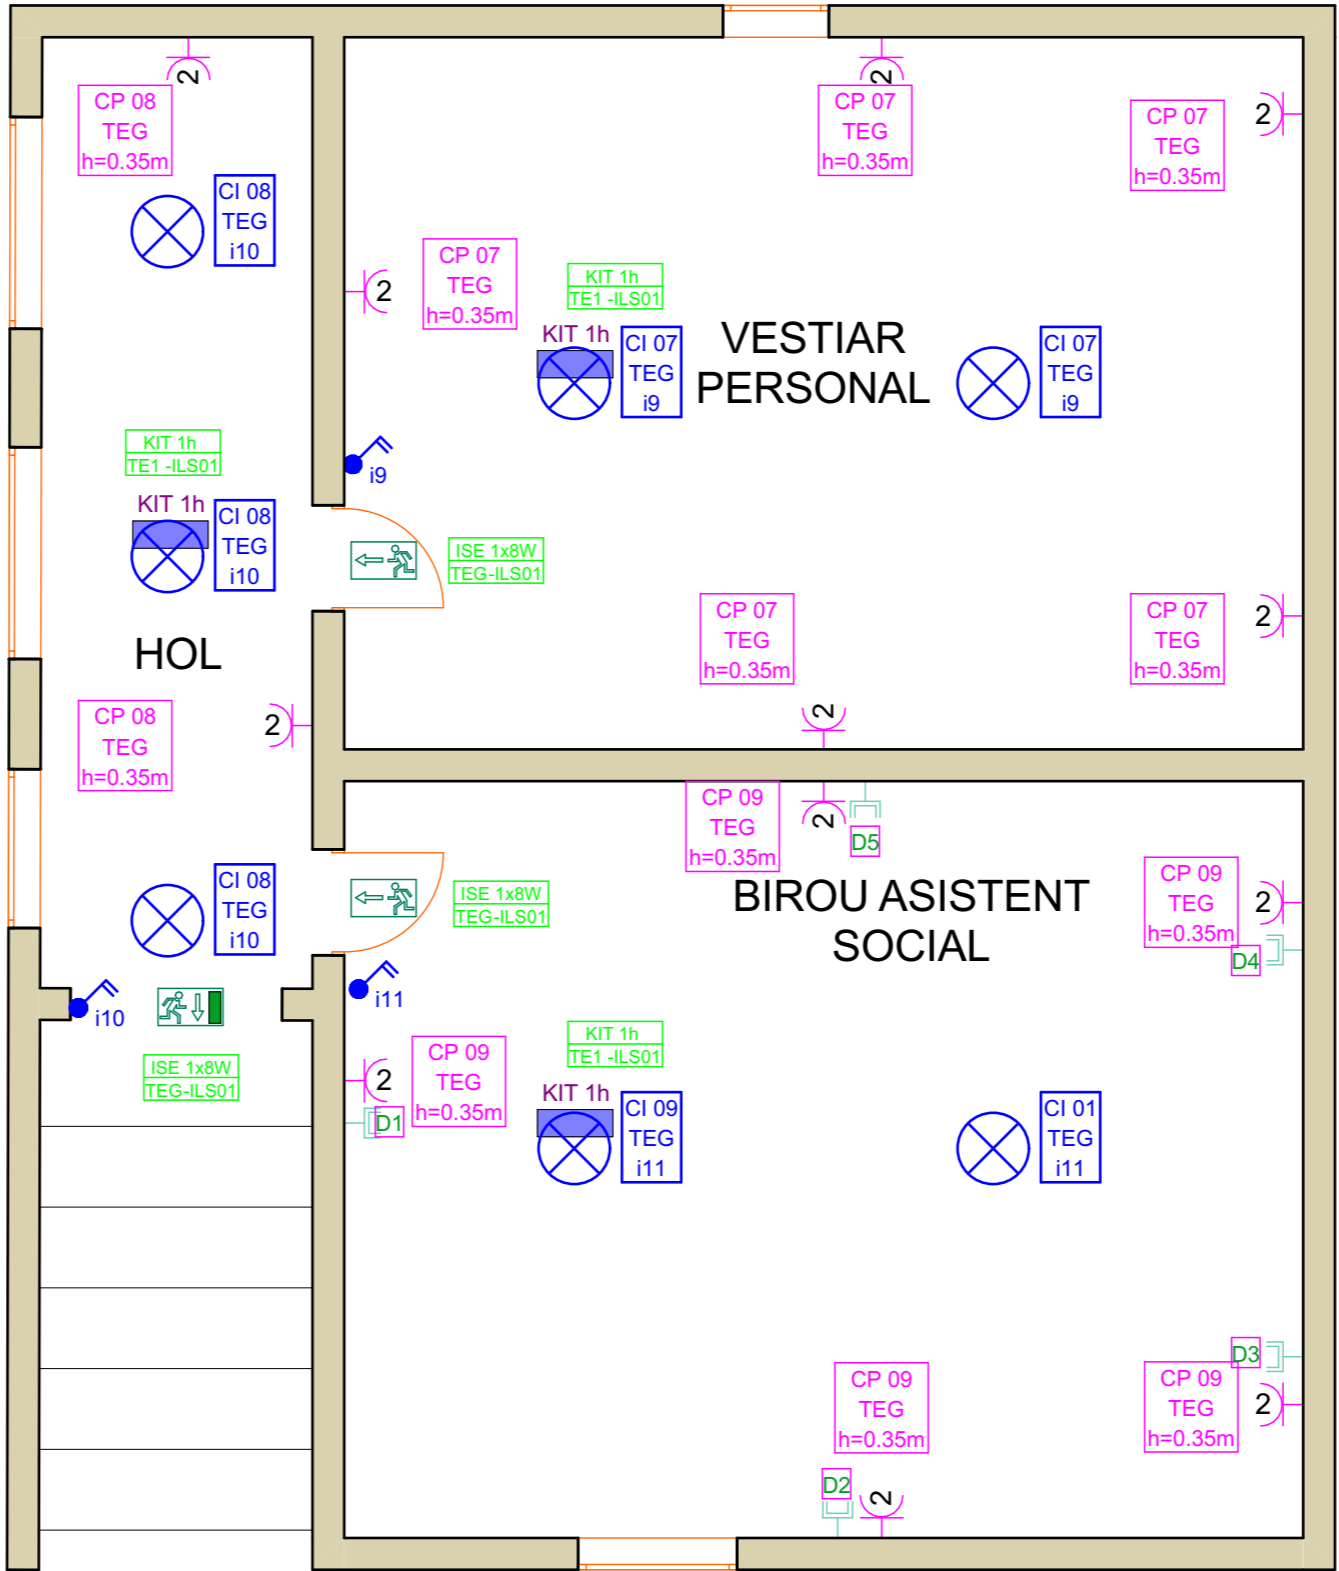 2
CP 08
TEG
h=0.35m
2
CP 07
TEG
h=0.35m
CP 07
TEG
h=0.35m
2
CI 08
TEG
i10
CP 07
TEG
h=0.35m
2
KIT 1h
TE1 -ILS01
KIT 1h
CI 07
TEG
i9
VESTIAR
PERSONAL
CI 07
TEG
i9
KIT 1h
TE1 -ILS01
i9
KIT 1h
CI 08
TEG
i10
ISE 1x8W
TEG-ILS01
HOL
CP 07
TEG
h=0.35m
CP 07
TEG
h=0.35m
2
CP 08
TEG
h=0.35m
2
2
CP 09
TEG
h=0.35m
2
D5
CI 08
TEG
i10
ISE 1x8W
TEG-ILS01
BIROU ASISTENT
SOCIAL
CP 09
TEG
h=0.35m
2
D4
i10
i11
ISE 1x8W
TEG-ILS01
2
CP 09
TEG
h=0.35m
D1
KIT 1h
TE1 -ILS01
KIT 1h
CI 09
TEG
i11
CI 01
TEG
i11
D3
CP 09
TEG
h=0.35m
CP 09
TEG
h=0.35m
2
D2
2